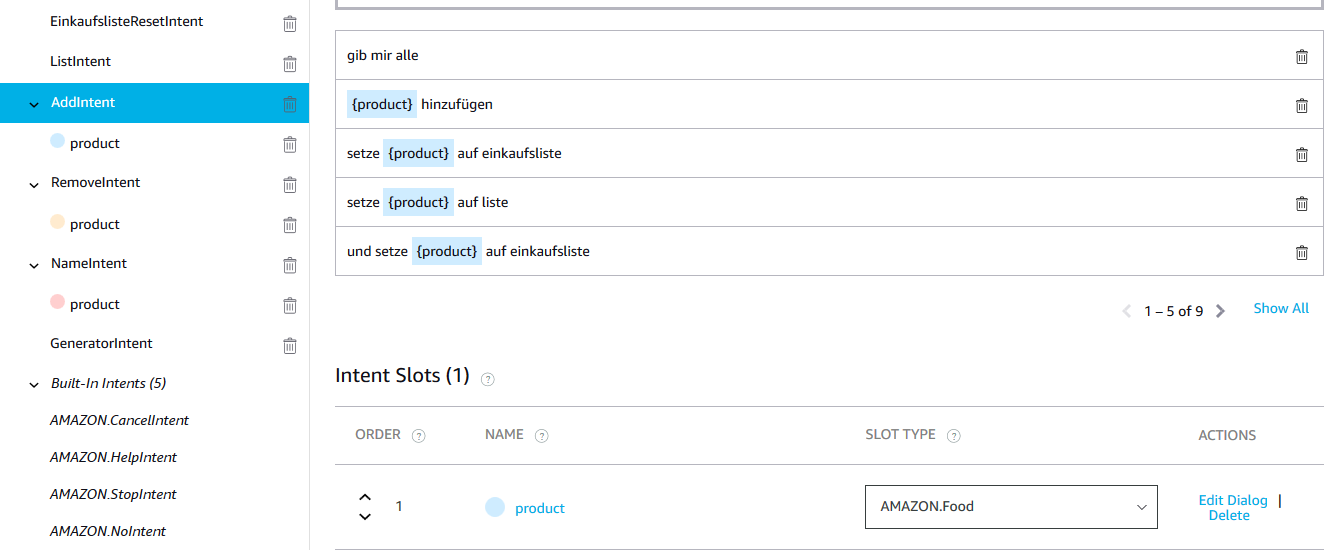 EinkaufslisteResetIntent
ListIntent
AddIntent
product
RemoveIntent
product
NameIntent
product
GeneratorIntent
Built-In Intents (5)
AMAZON.CancelIntent
AMAZON.HelpIntent
AMAZON.StopIntent
AMAZON.NoIntent
gib mir alle
{product} hinzufügen
setze {product} auf einkaufsliste
setze {product} auf liste
und setze {product} auf einkaufsliste
1 – 5 of 9 Show All
Intent Slots (1) ?
ORDER ? NAME ? SLOT TYPE ? ACTIONS
1 product AMAZON.Food Edit Dialog |
Delete